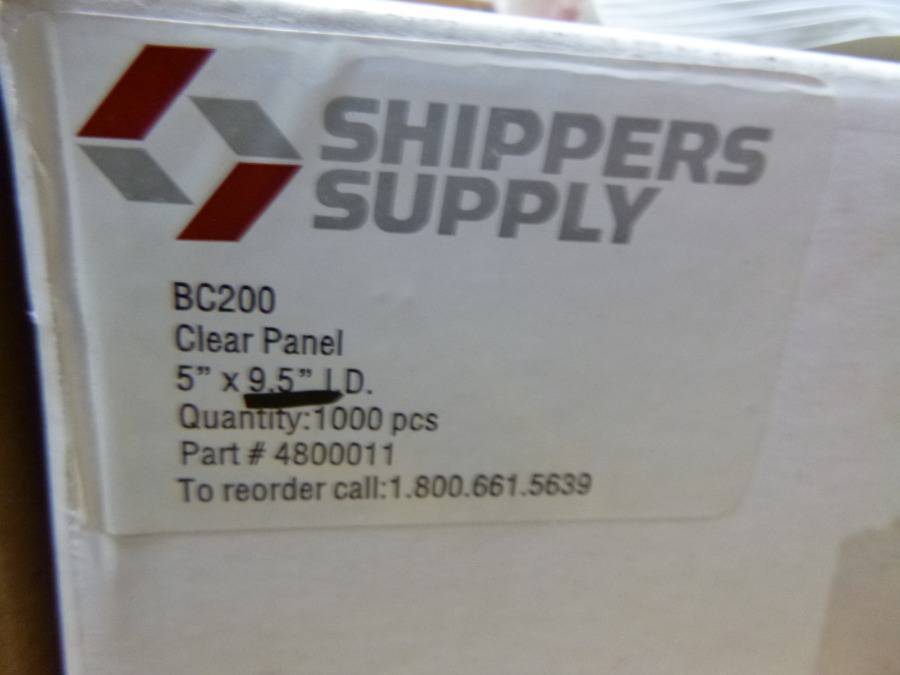 SHIPPERS
SUPPLY
BC200
Clear Panel
5” x 9.5” I.D.
Quantity:1000 pcs
Part # 4800011
To reorder call:1.800.661.5639